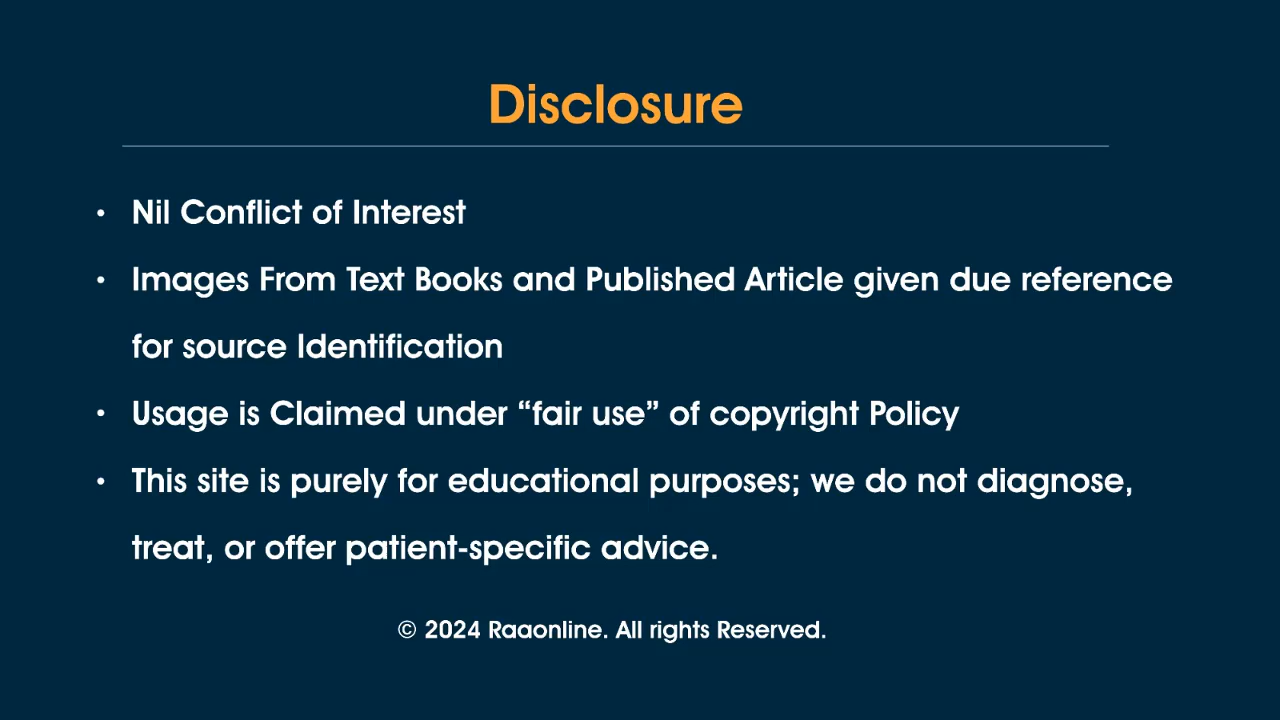 Disclosure
• Nil Conflict of Interest
• Images From Text Books and Published Article given due reference
for source Identification
• Usage is Claimed under “fair use” of copyright Policy
• This site is purely for educational purposes; we do not diagnose,
treat, or offer patient-specific advice.
© 2024 Raaonline. All rights Reserved.